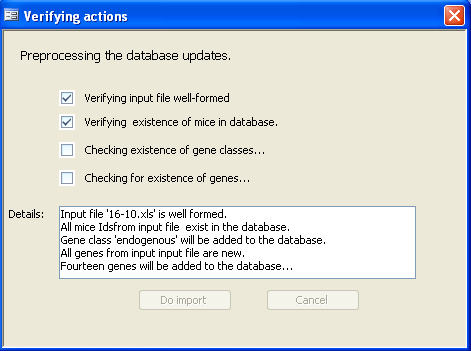 Verifying actions
Preprocessing the database updates.
Verifying input file well-formed
Verifying existence of mice in database.
Checking existence of gene classes...
Checking for existence of genes...
Details:
Input file '16-10.xls' is well formed.
All mice Idsfrom input file exist in the database.
Gene class 'endogenous' will be added to the database.
All genes from input input file are new.
Fourteen genes will be added to the database...
Do import
Cancel